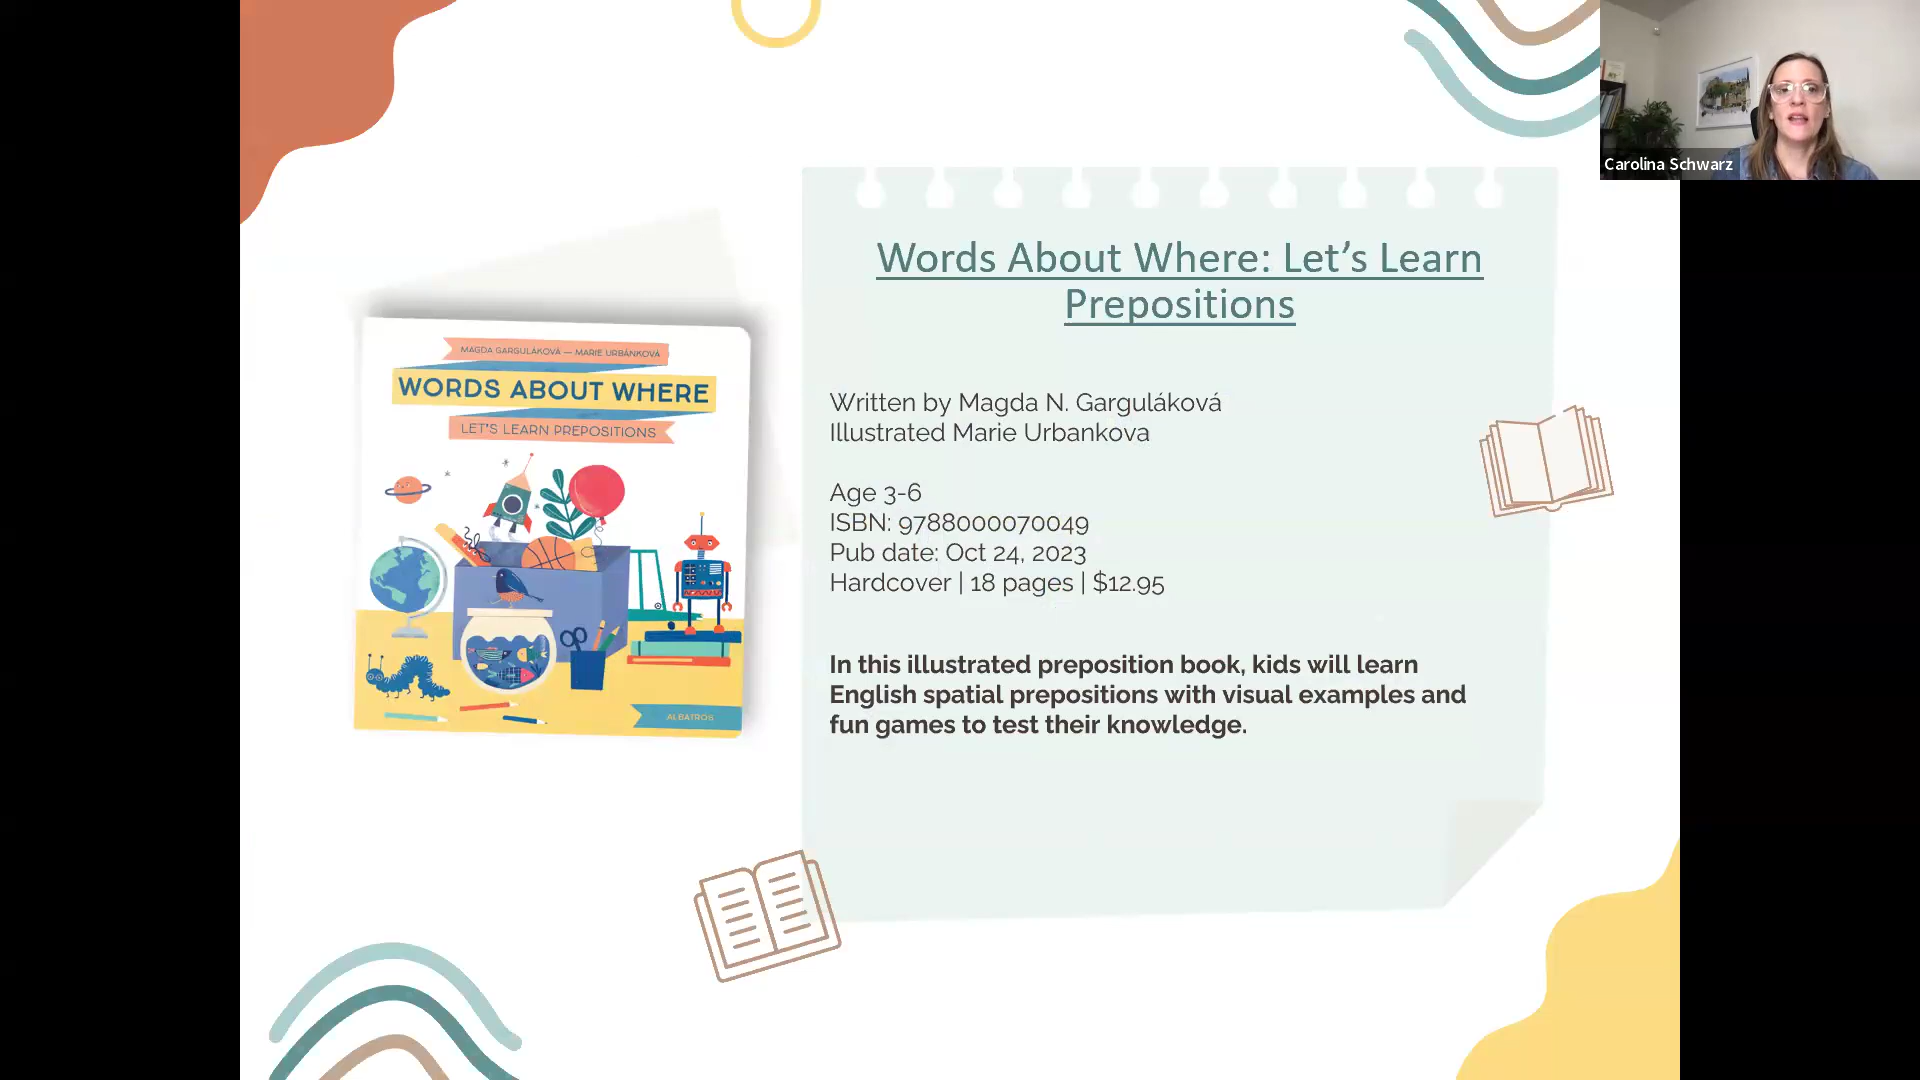 Carolina Schwarz
Words About Where: Let’s Learn
Prepositions
MAGDA GARGULÁKOVÁ — MARIE URBÁNKOVÁ
WORDS ABOUT WHERE
LET'S LEARN PREPOSITIONS
ALBATROS
Written by Magda N. Garguláková
Illustrated Marie Urbankova
Age 3-6
ISBN: 9788000070049
Pub date: Oct 24, 2023
Hardcover | 18 pages | $12.95
In this illustrated preposition book, kids will learn
English spatial prepositions with visual examples and
fun games to test their knowledge.